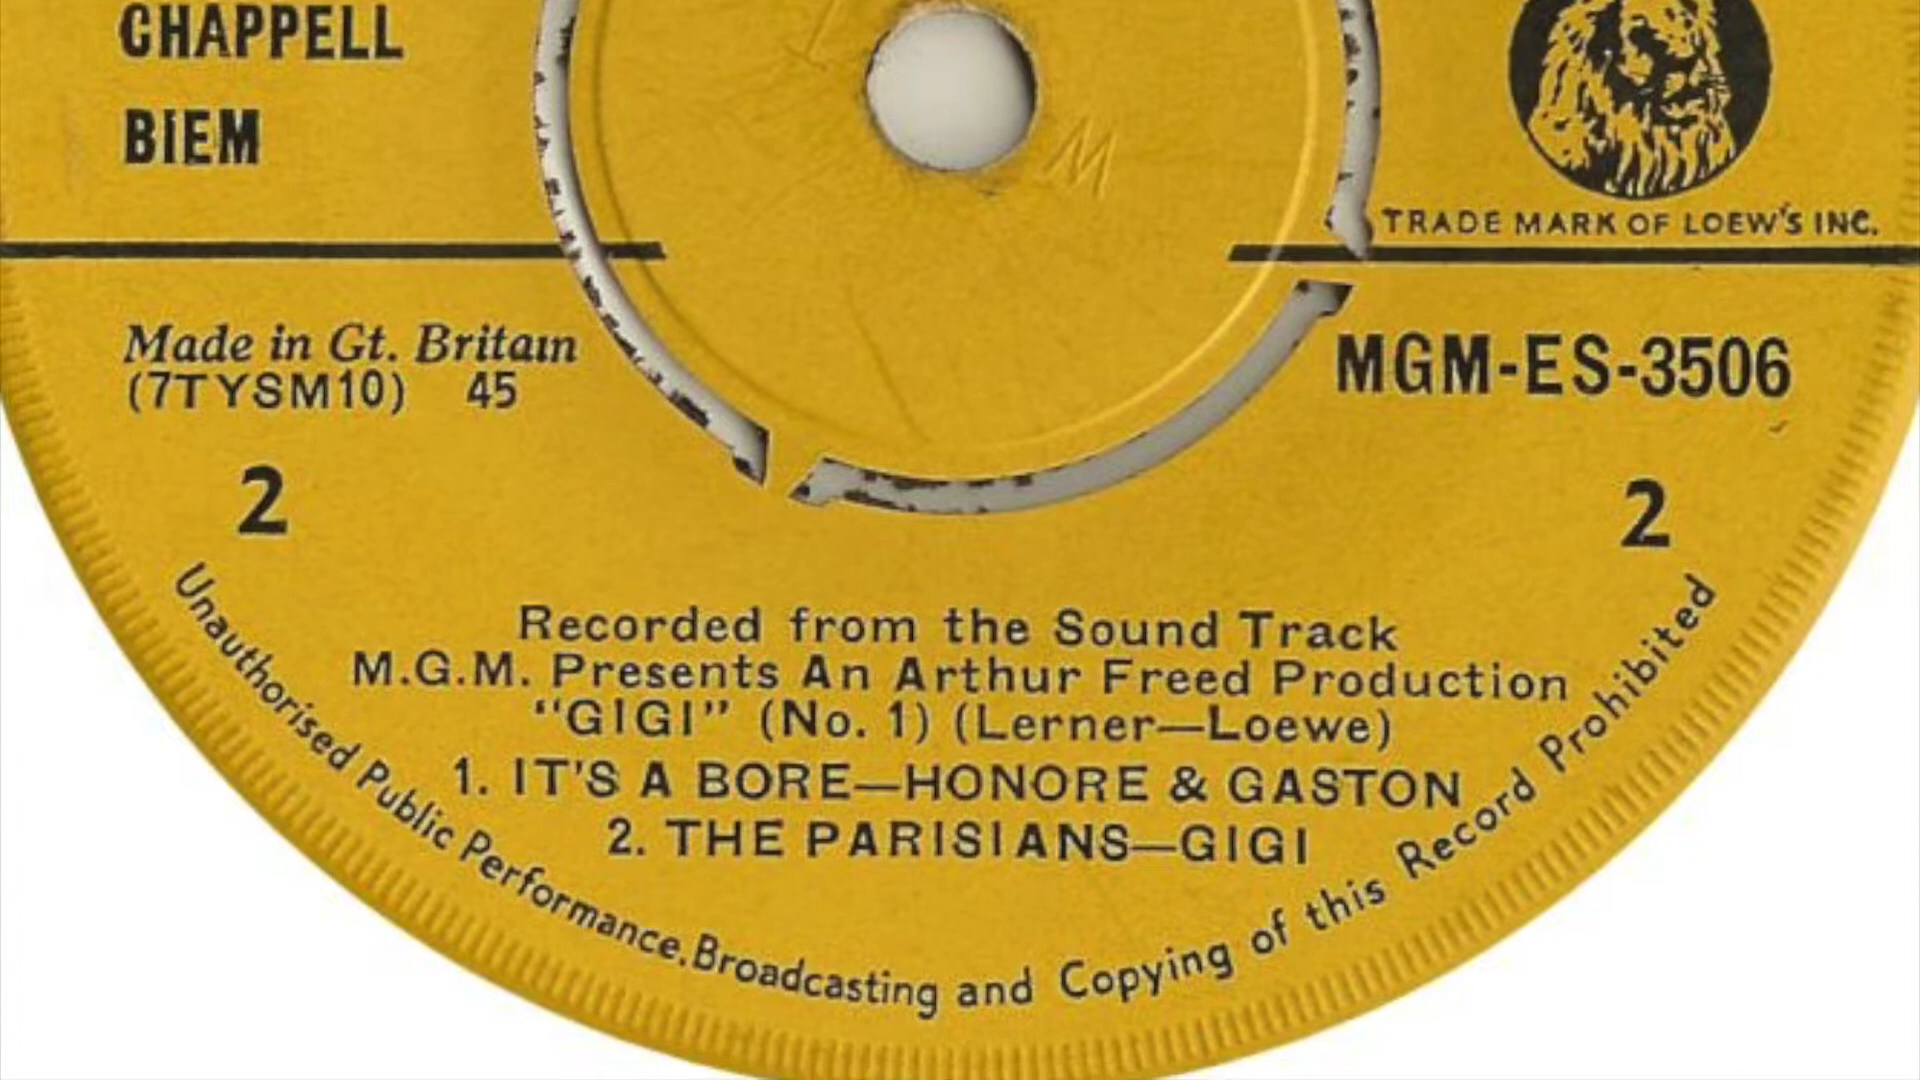 CHAPPELL
BIEM
M
TRADE MARK OF LOEW'S INC.
Made in Gt. Britain
(7TYSM10) 45
MGM-ES-3506
2
2
Recorded from the Sound Track
M.G.M. Presents An Arthur Freed Production
"GIGI" (No. 1) (Lerner—Loewe)
1. IT'S A BORE—HONORE & GASTON
2. THE PARISIANS—GIGI
Unauthorised Public Performance, Broadcasting and Copying of this Record Prohibited